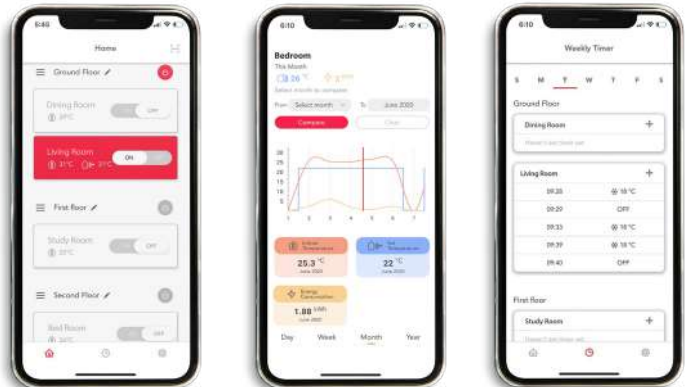 5:40
Home
Ground Floor
Dining Room
OFF
Living Room
ON
First floor
Study Room
OFF
Second Floor
Bed Room
OFF
6:10
Bedroom
This Month
26 °C
Select month to compare
From Select month To June 2020
Compare Clear
30
25
20
15
10
5
1 2 3 4 5 6 7
Indoor Temperature
25.3 °C
June 2020
Set Temperature
22 °C
June 2020
Energy Consumption
1.88 kWh
June 2020
Day Week Month Year
6:10
Weekly Timer
S M T W T F S
Ground Floor
Dining Room +
Living Room +
09:28 18 °C
09:29 OFF
09:33 18 °C
09:39 18 °C
09:40 OFF
First floor
Study Room +